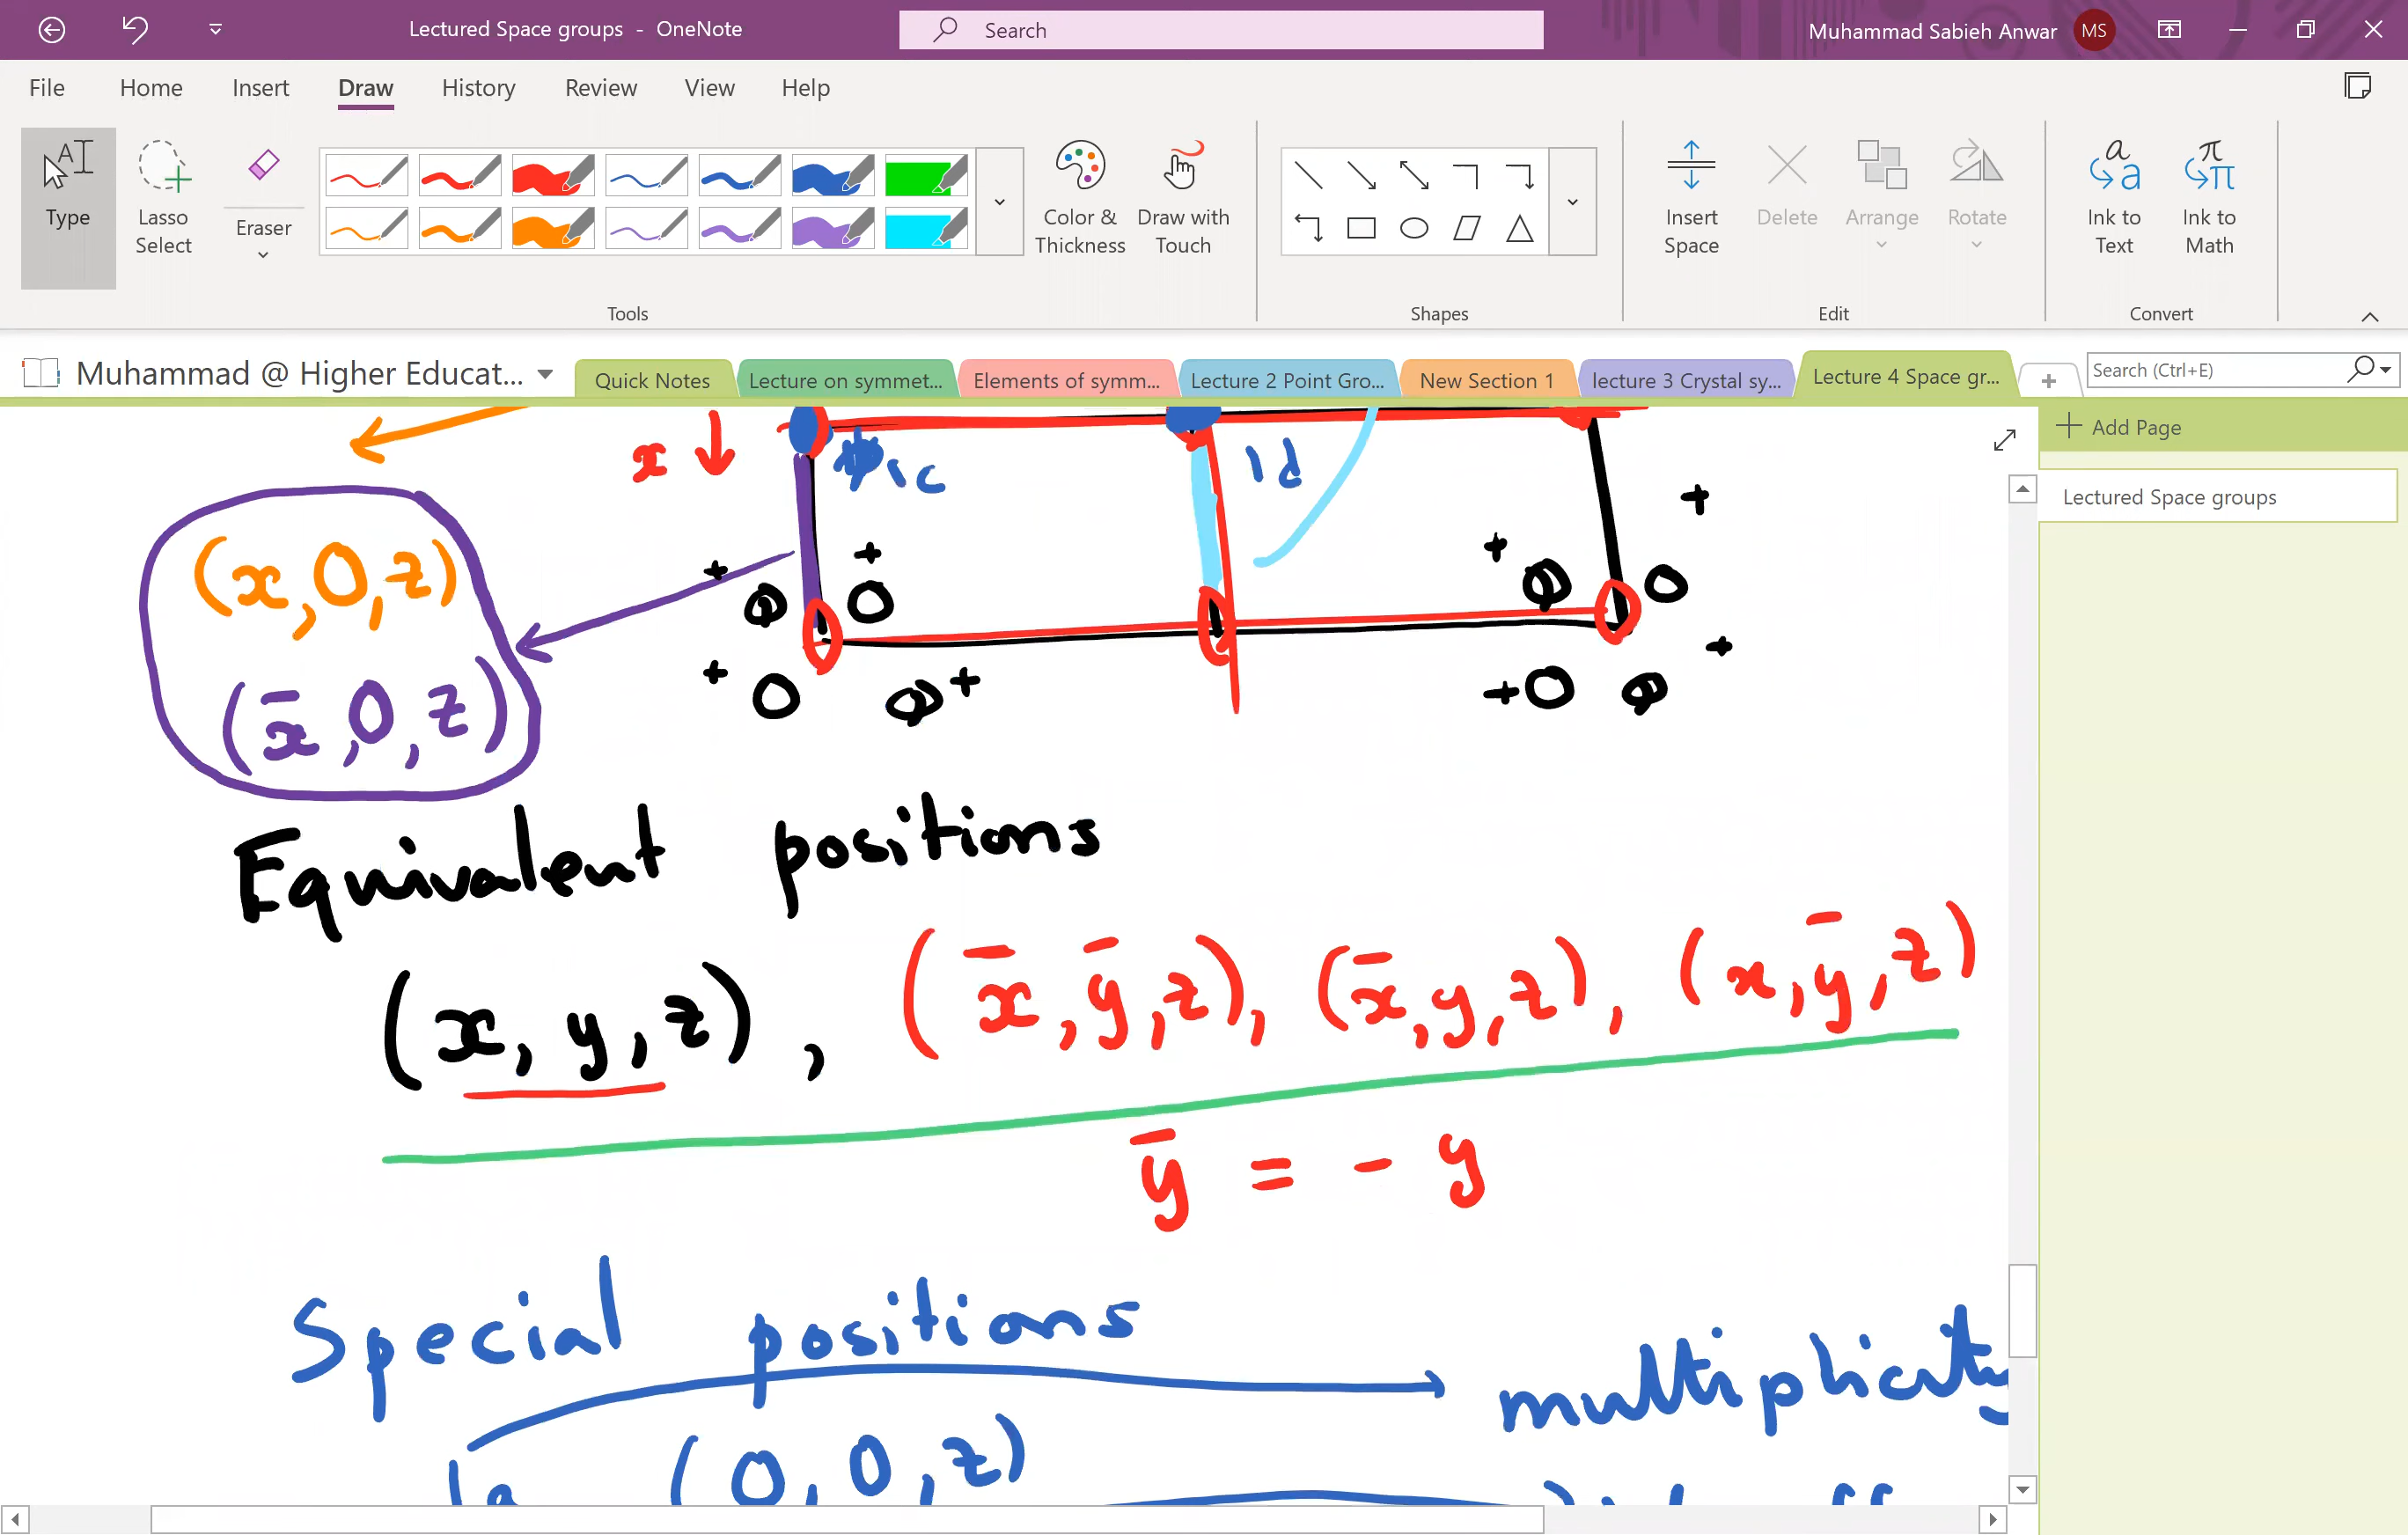 Lectured Space groups - OneNote
Search
Muhammad Sabieh Anwar MS
File Home Insert Draw History Review View Help
Type
Lasso Select
Eraser
Color & Thickness
Draw with Touch
Insert Space
Delete
Arrange
Rotate
Ink to Text
Ink to Math
Tools Shapes Edit Convert
Muhammad @ Higher Educat...
Quick Notes
Lecture on symmet...
Elements of symm...
Lecture 2 Point Gro...
New Section 1
lecture 3 Crystal sy...
Lecture 4 Space gr...
Search (Ctrl+E)
Add Page
Lectured Space groups
x ↓
1c
1d
(x,0,z)
(x̄,0,z)
Equivalent positions
(x,y,z), (x̄,ȳ,z), (x̄,y,z), (x,ȳ,z)
ȳ = - y
Special positions
multiplicity
1a (0,0,z)